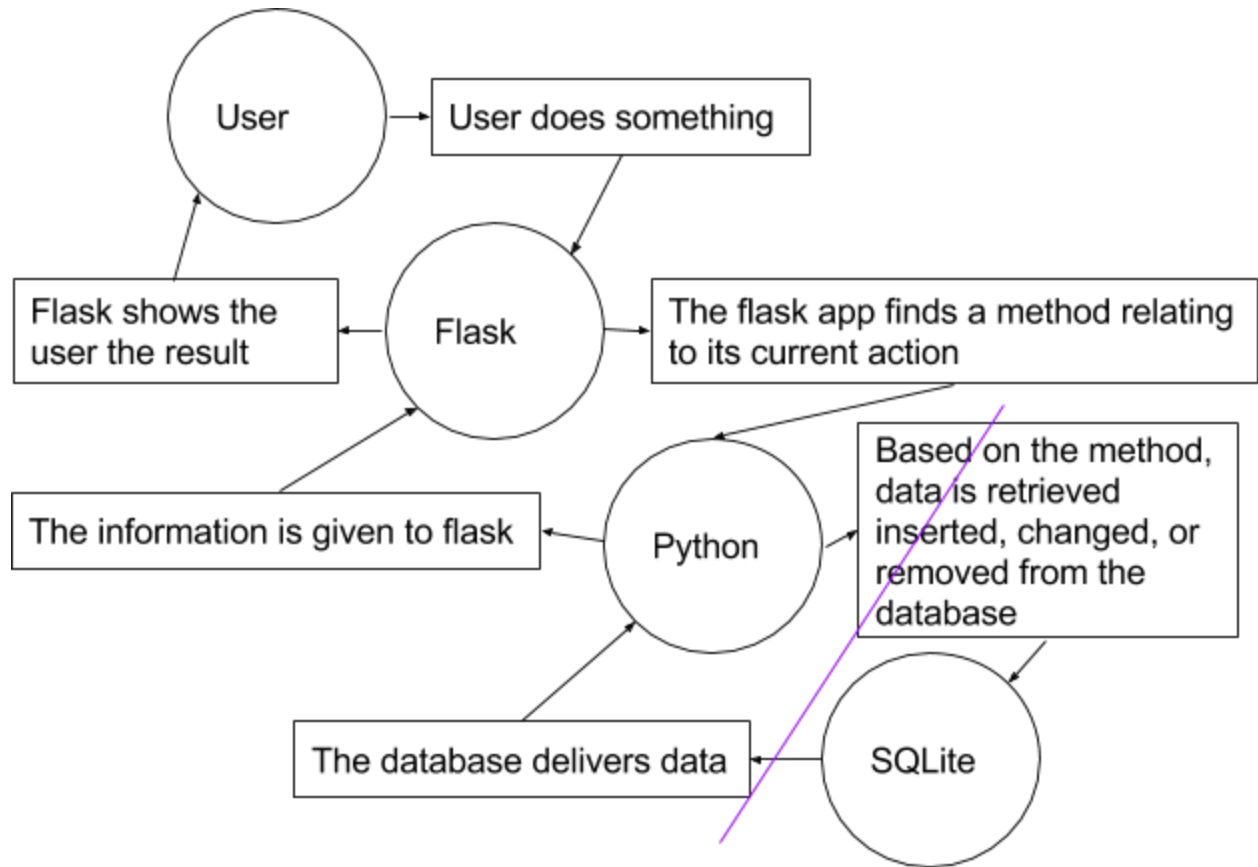 User
User does something
Flask shows the
user the result
Flask
The flask app finds a method relating
to its current action
The information is given to flask
Python
Based on the method,
data is retrieved
inserted, changed, or
removed from the
database
The database delivers data
SQLite